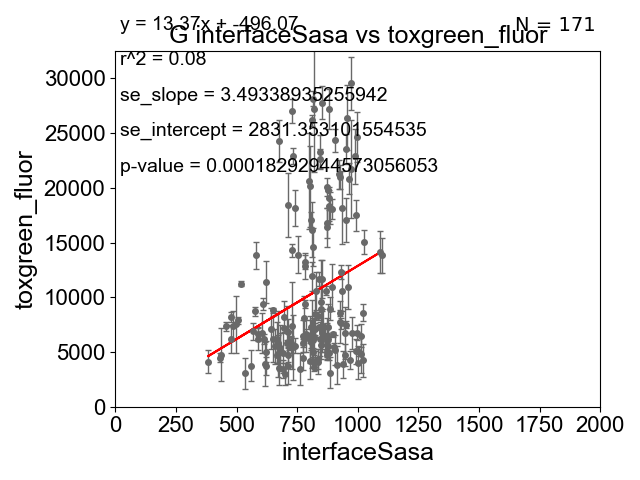 y = 13.37x + -496.07
N = 171
G interfaceSasa vs toxgreen_fluor
r^2 = 0.08
se_slope = 3.49338935255942
se_intercept = 2831.353101554535
p-value = 0.00018292944573056053
30000
25000
20000
15000
10000
5000
0
toxgreen_fluor
0 250 500 750 1000 1250 1500 1750 2000
interfaceSasa